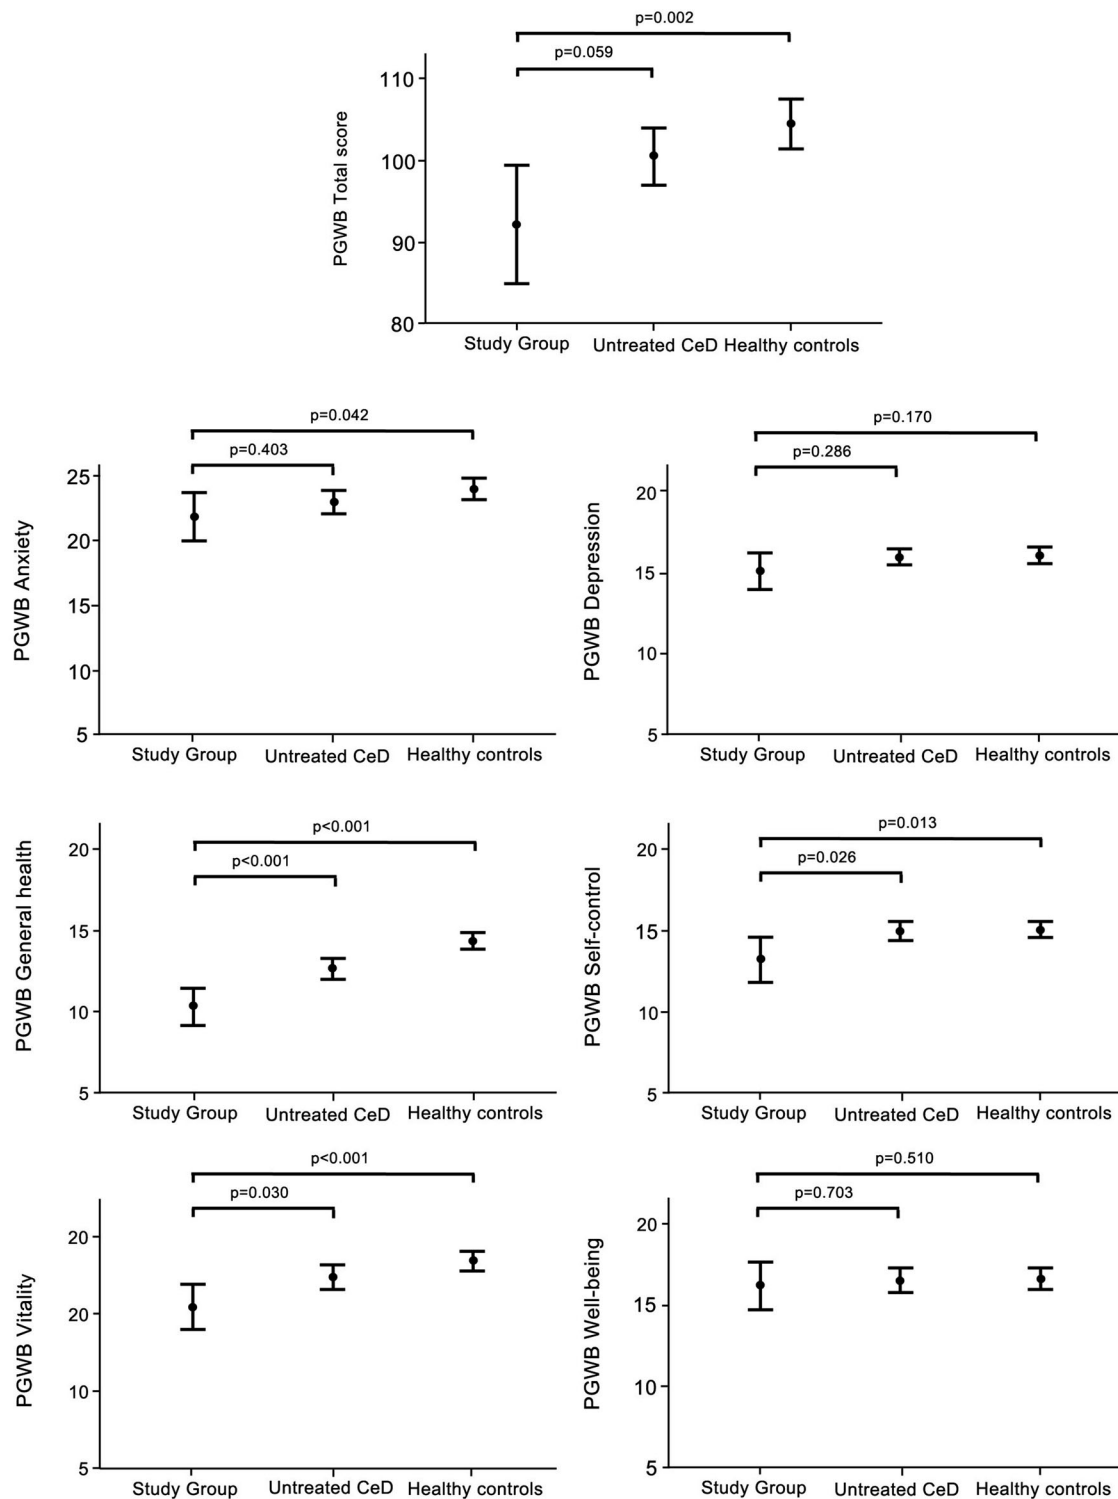 p=0.002
p=0.059
PGWB Total score
110
100
90
80
Study Group Untreated CeD Healthy controls
p=0.042
p=0.403
PGWB Anxiety
25
20
15
10
5
Study Group Untreated CeD Healthy controls
p=0.170
p=0.286
PGWB Depression
20
15
10
5
Study Group Untreated CeD Healthy controls
p<0.001
p<0.001
PGWB General health
20
15
10
5
Study Group Untreated CeD Healthy controls
p=0.013
p=0.026
PGWB Self-control
20
15
10
5
Study Group Untreated CeD Healthy controls
p<0.001
p=0.030
PGWB Vitality
20
20
10
5
Study Group Untreated CeD Healthy controls
p=0.510
p=0.703
PGWB Well-being
20
15
10
5
Study Group Untreated CeD Healthy controls